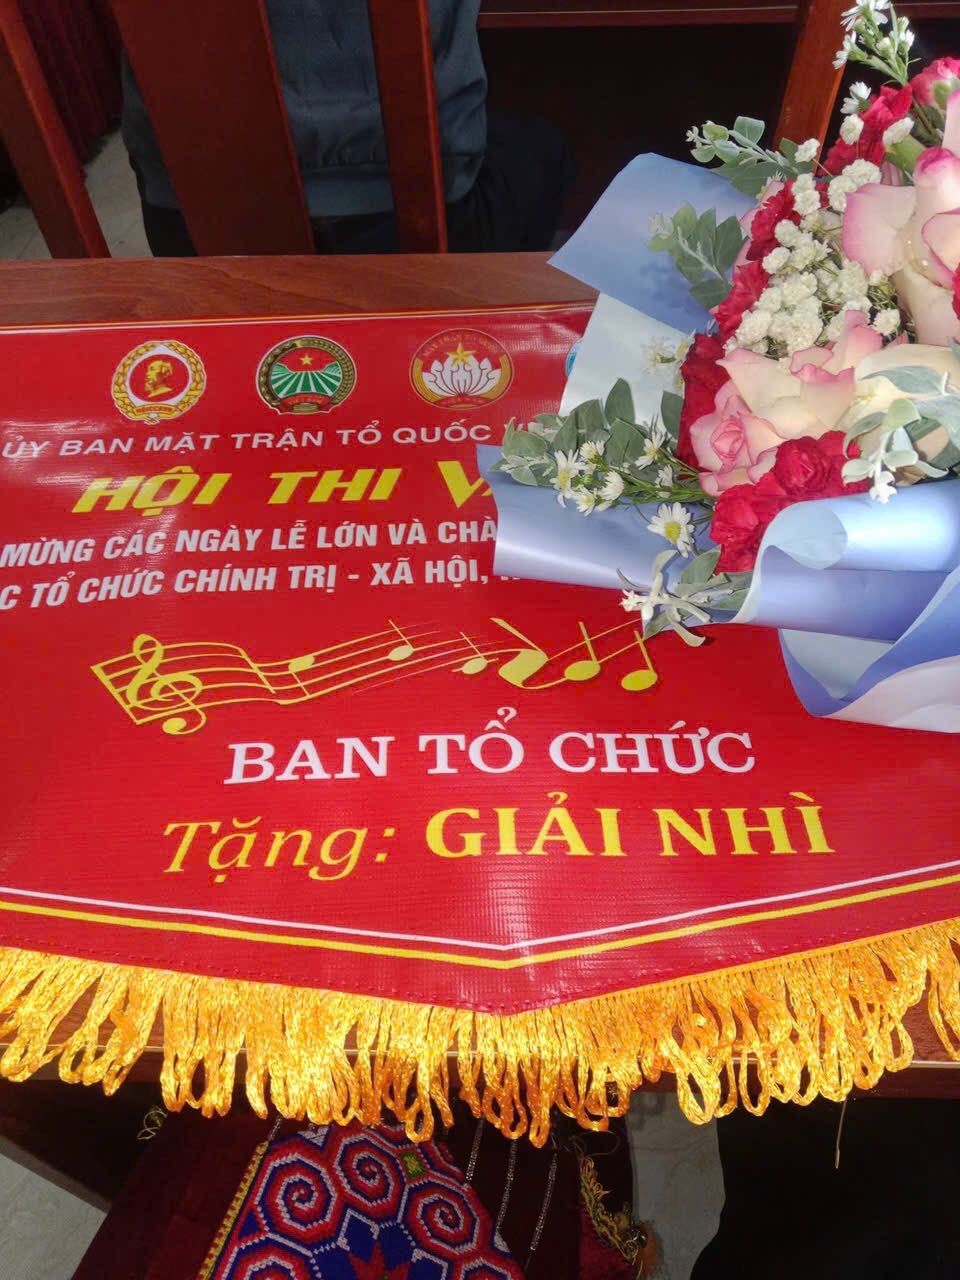 ỦY BAN MẶT TRẬN TỔ QUỐC
HỘI THI
MỪNG CÁC NGÀY LỄ LỚN VÀ
TỔ CHỨC CHÍNH TRỊ - XÃ HỘI,
BAN TỔ CHỨC
Tặng: GIẢI NHÌ